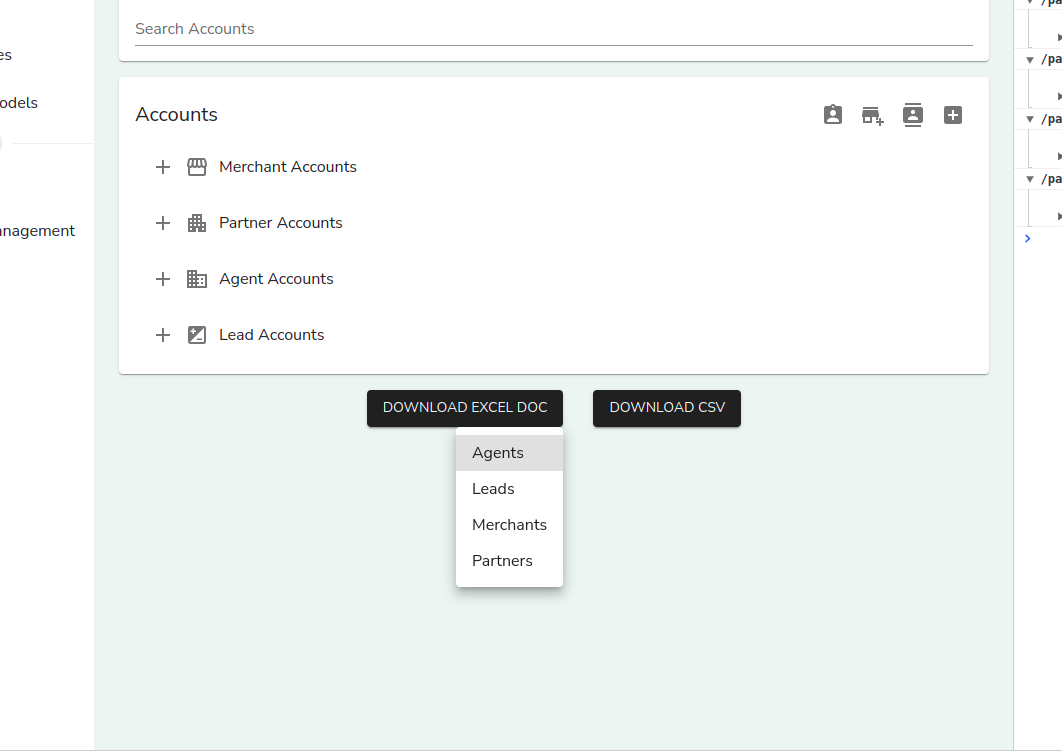 Search Accounts
Accounts
Merchant Accounts
Partner Accounts
Agent Accounts
Lead Accounts
DOWNLOAD EXCEL DOC
DOWNLOAD CSV
Agents
Leads
Merchants
Partners
es
odels
anagement
/pa
/pa
/pa
/pa